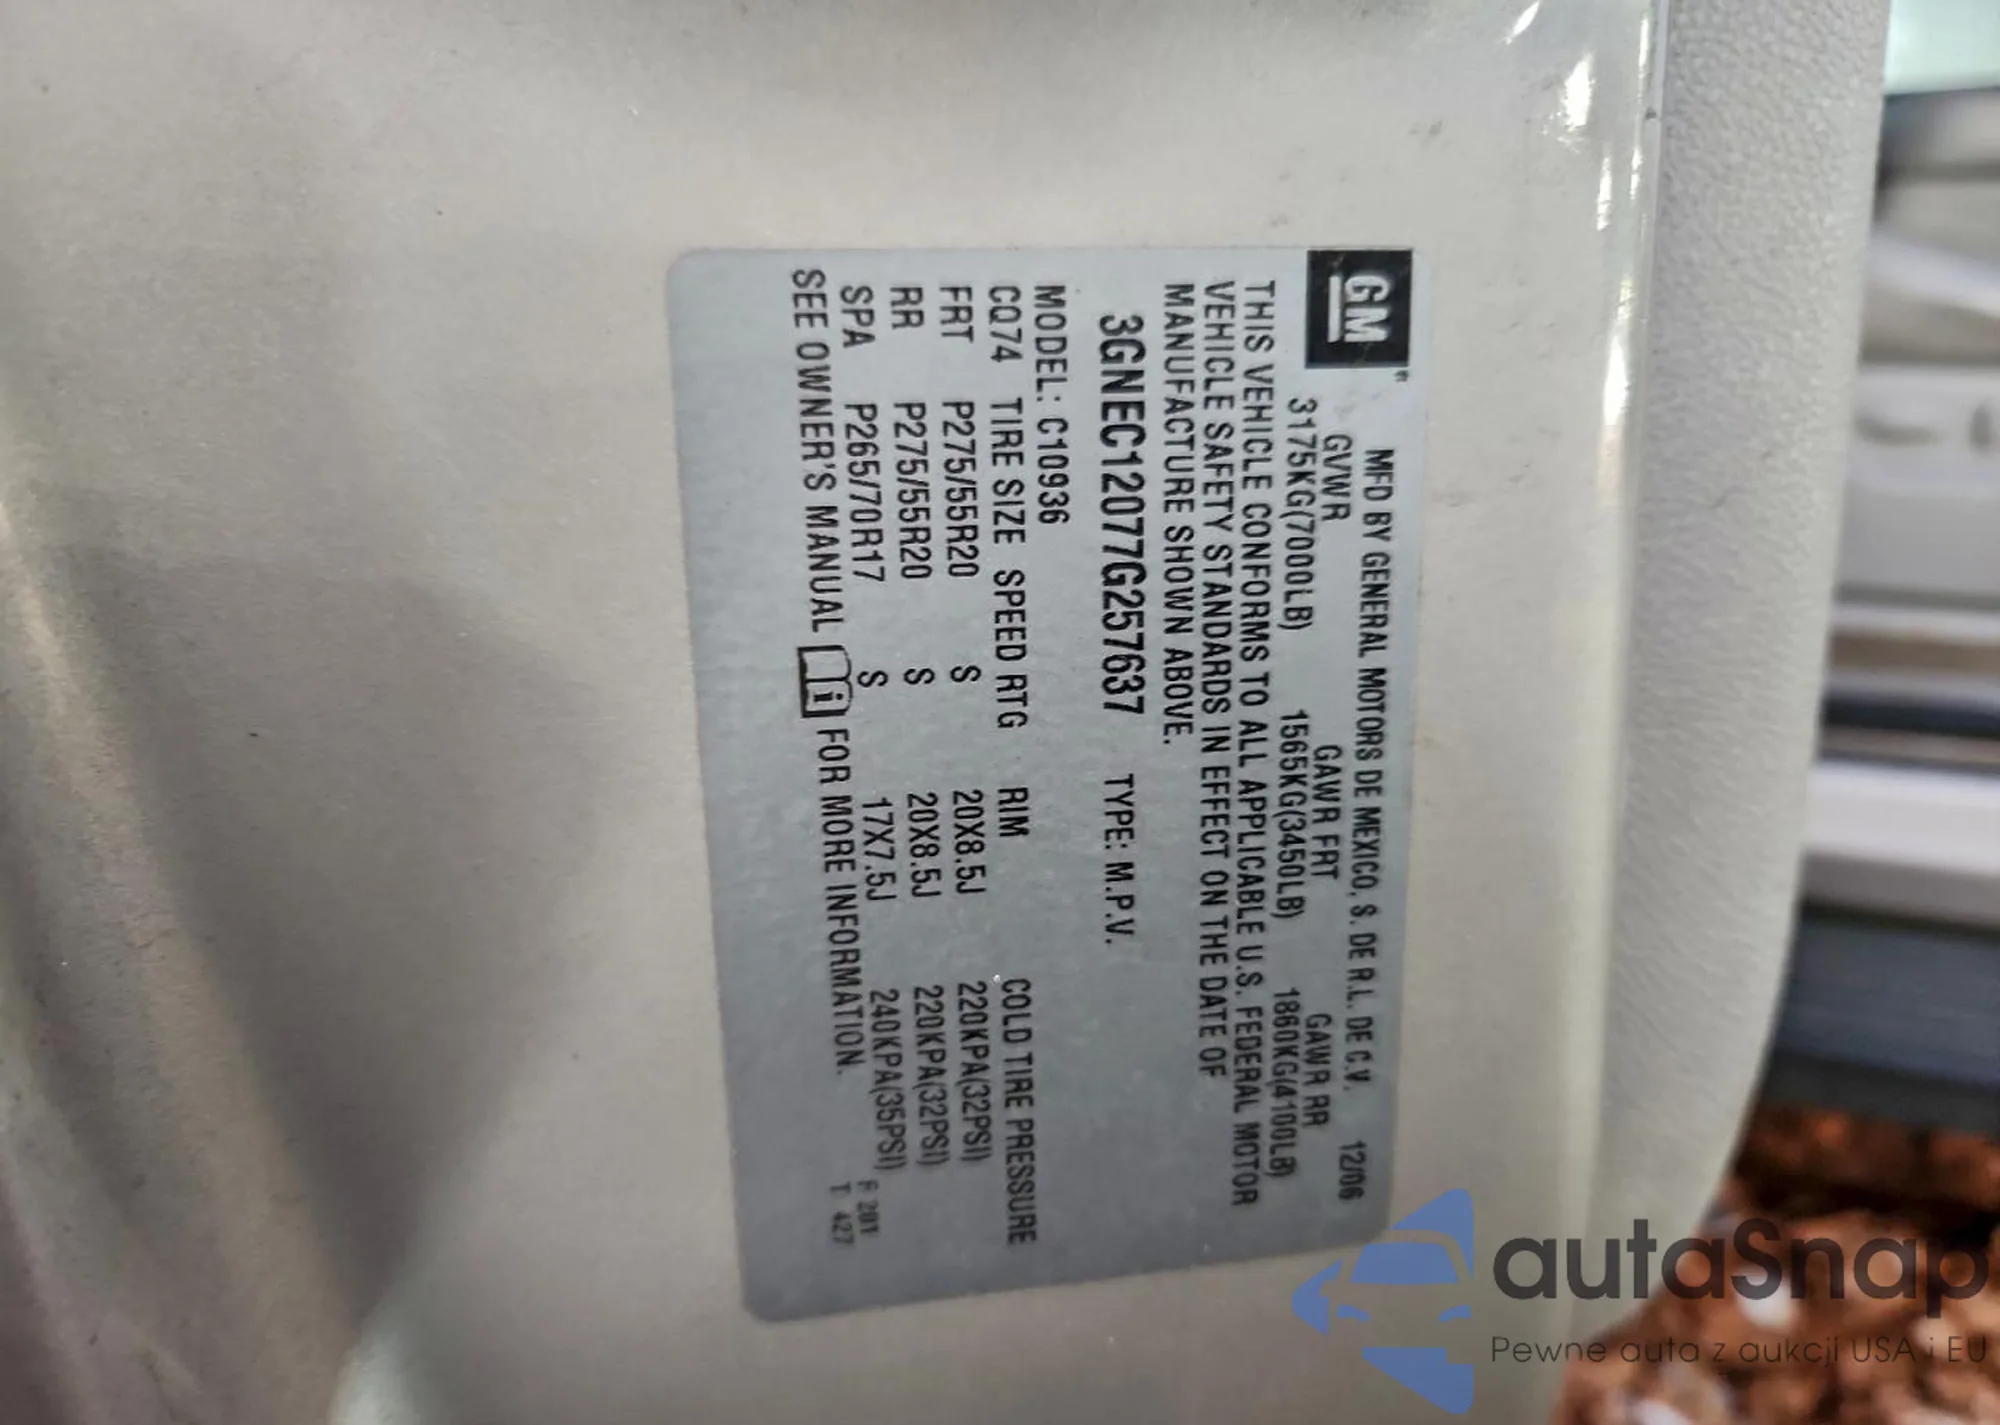 GM
MFD BY GENERAL MOTORS DE MEXICO, S. DE R.L. DE C.V. 12/06
GVWR GAWR FRT GAWR RR
3175KG(7000LB) 1565KG(3450LB) 1860KG(4100LB)
THIS VEHICLE CONFORMS TO ALL APPLICABLE U.S. FEDERAL MOTOR
VEHICLE SAFETY STANDARDS IN EFFECT ON THE DATE OF
MANUFACTURE SHOWN ABOVE.
3GNEC12077G257637 TYPE: M.P.V.
MODEL: C10936
CQ74 TIRE SIZE SPEED RTG RIM COLD TIRE PRESSURE
FRT P275/55R20 S 20X8.5J 220KPA(32PSI)
RR P275/55R20 S 20X8.5J 220KPA(32PSI)
SPA P265/70R17 S 17X7.5J 240KPA(35PSI)
SEE OWNER'S MANUAL i FOR MORE INFORMATION.
F 201
T 427
autaSnap
Pewne auta z aukcji USA i EU